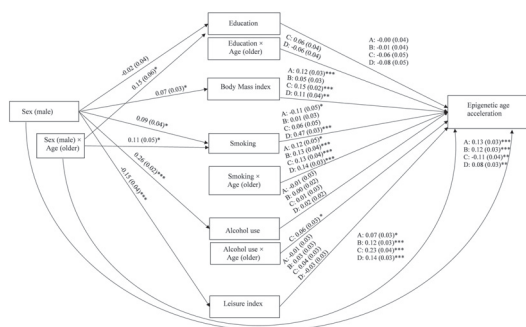 Education
Education ×
Age (older)
Body Mass index
Sex (male)
Sex (male) ×
Age (older)
Smoking
Smoking ×
Age (older)
Alcohol use
Alcohol use ×
Age (older)
Leisure index
Epigenetic age
acceleration
-0.02 (0.04)
0.15 (0.06)*
0.07 (0.03)*
0.09 (0.04)*
0.11 (0.05)*
0.26 (0.02)***
-0.15 (0.04)***
C: 0.06 (0.04)
D: -0.06 (0.04)
A: -0.00 (0.04)
B: -0.01 (0.04)
C: -0.06 (0.05)
D: -0.08 (0.05)
A: 0.12 (0.03)***
B: 0.05 (0.03)
C: 0.15 (0.02)***
D: 0.11 (0.04)**
A: -0.11 (0.05)*
B: 0.01 (0.03)
C: 0.06 (0.05)
D: 0.47 (0.03)***
A: 0.12 (0.05)*
B: 0.13 (0.04)***
C: 0.13 (0.04)***
D: 0.14 (0.03)***
A: -0.01 (0.03)
B: 0.00 (0.02)
C: 0.01 (0.03)
D: 0.02 (0.02)
C: 0.06 (0.03) *
A: -0.01 (0.03)
B: 0.03 (0.03)
C: 0.04 (0.03)
D: -0.03 (0.03)
A: 0.13 (0.03)***
B: 0.12 (0.03)***
C: -0.11 (0.04)**
D: 0.08 (0.03)**
A: 0.07 (0.03)*
B: 0.12 (0.03)***
C: 0.23 (0.04)***
D: 0.14 (0.03)***